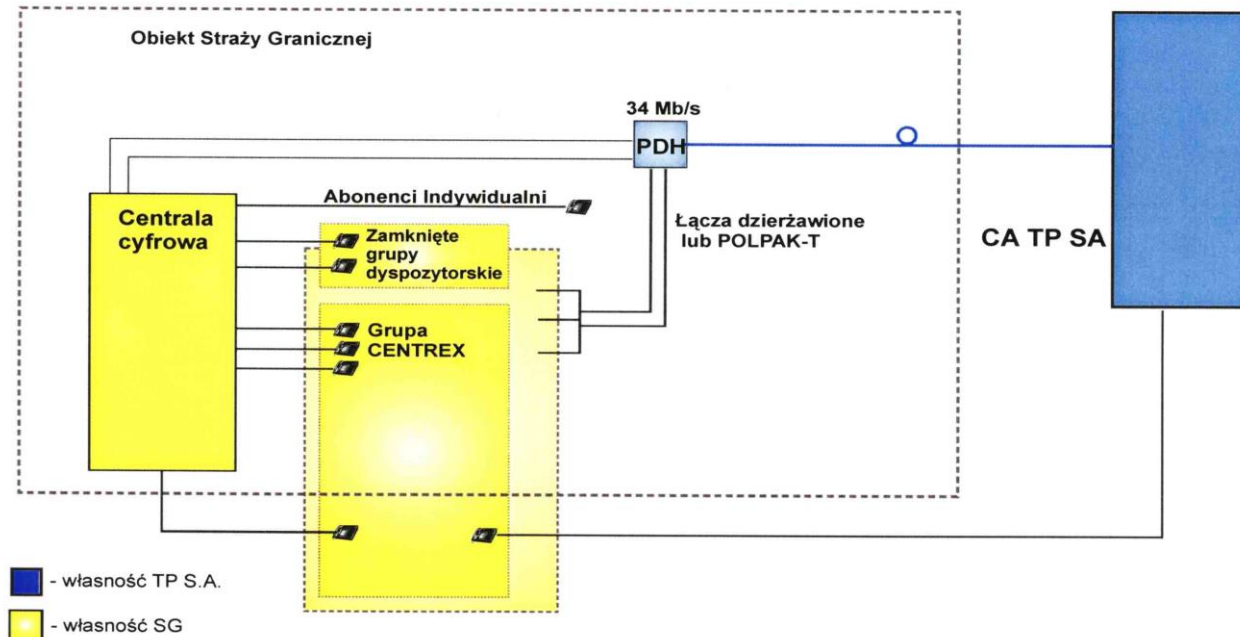 Obiekt Straży Granicznej
34 Mb/s
PDH
Abonenci Indywidualni
Centrala
cyfrowa
Zamknięte
grupy
dyspozytorskie
Łącza dzierżawione
lub POLPAK-T
CA TP SA
Grupa
CENTREX
- własność TP S.A.
- własność SG